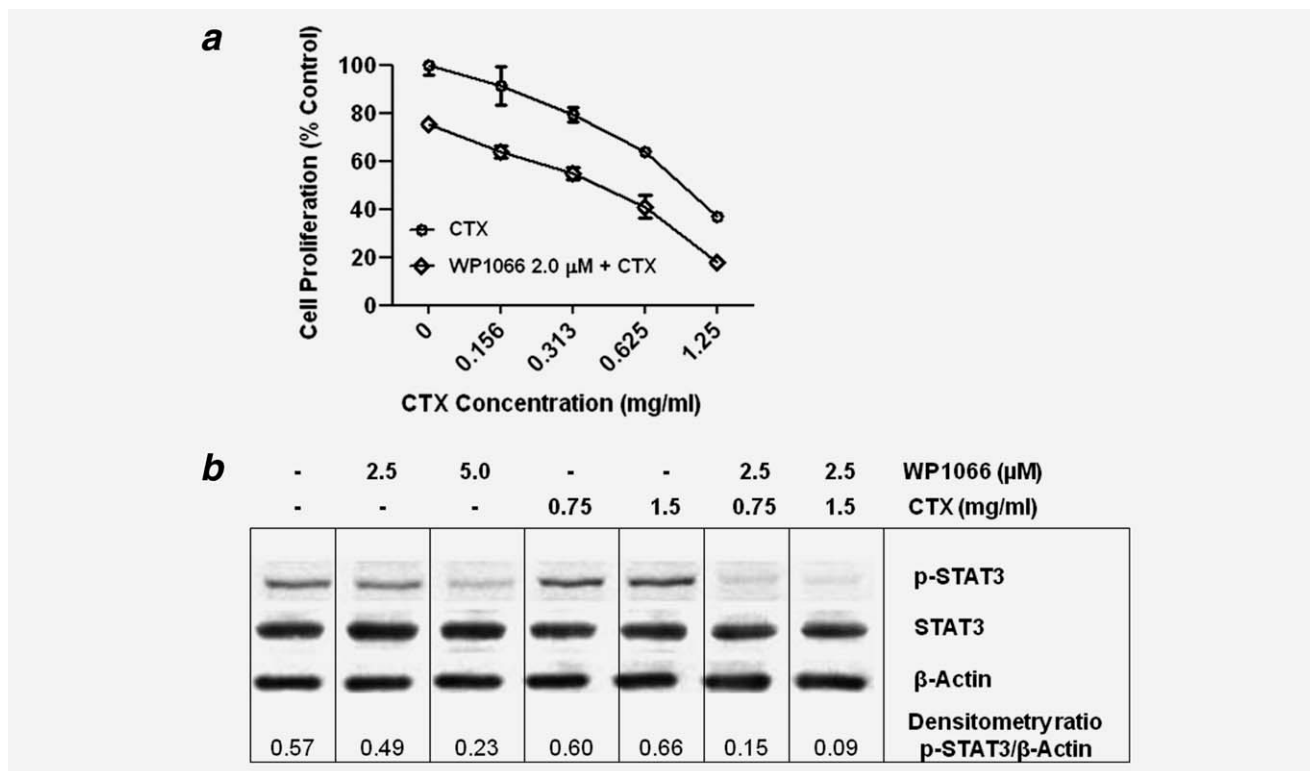 a
Cell Proliferation (% Control)
100
80
60
40
20
0
CTX
WP1066 2.0 µM + CTX
0 0.156 0.313 0.625 1.25
CTX Concentration (mg/ml)
b
- 2.5 5.0 - - 2.5 2.5 WP1066 (µM)
- - - 0.75 1.5 0.75 1.5 CTX (mg/ml)
p-STAT3
STAT3
β-Actin
Densitometry ratio
0.57 0.49 0.23 0.60 0.66 0.15 0.09 p-STAT3/β-Actin